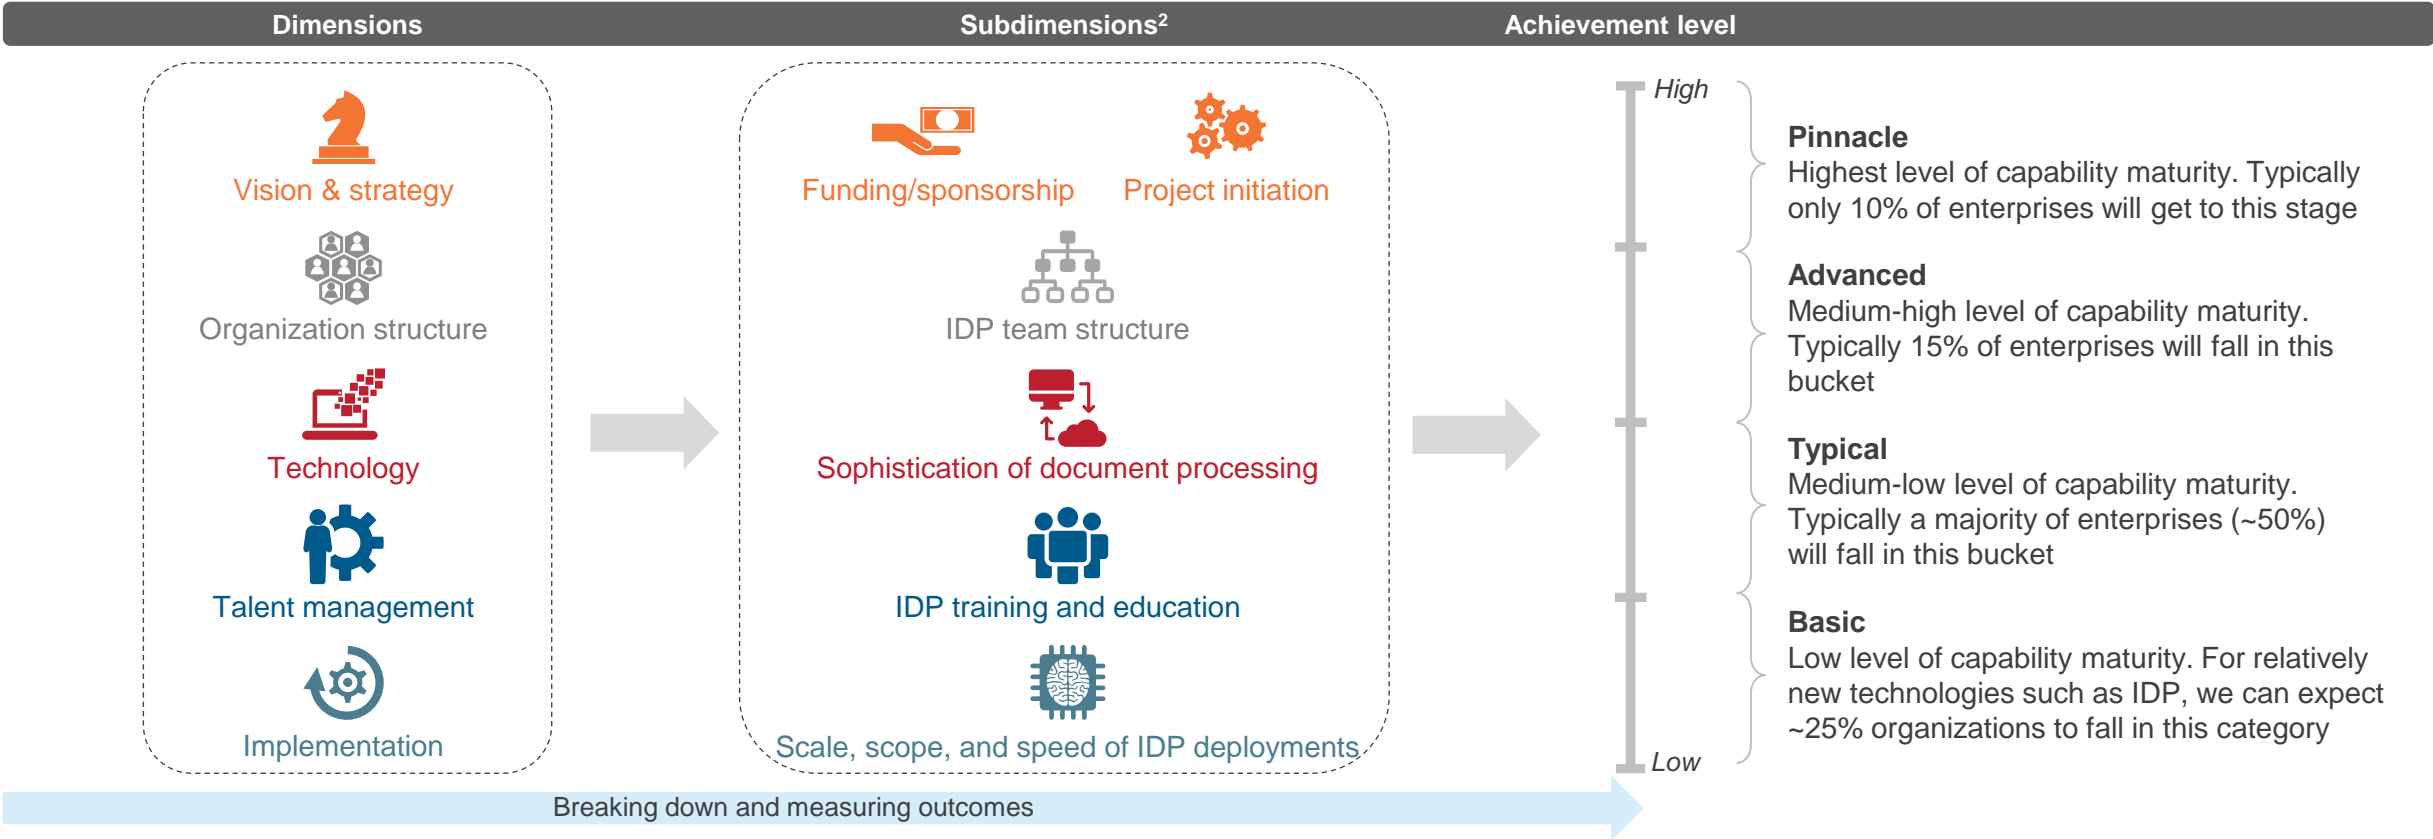 Dimensions
Subdimensions²
Achievement level
Vision & strategy
Organization structure
Technology
Talent management
Implementation
Funding/sponsorship
Project initiation
IDP team structure
Sophistication of document processing
IDP training and education
Scale, scope, and speed of IDP deployments
High
Pinnacle
Highest level of capability maturity. Typically
only 10% of enterprises will get to this stage
Advanced
Medium-high level of capability maturity.
Typically 15% of enterprises will fall in this
bucket
Typical
Medium-low level of capability maturity.
Typically a majority of enterprises (~50%)
will fall in this bucket
Basic
Low level of capability maturity. For relatively
new technologies such as IDP, we can expect
~25% organizations to fall in this category
Low
Breaking down and measuring outcomes